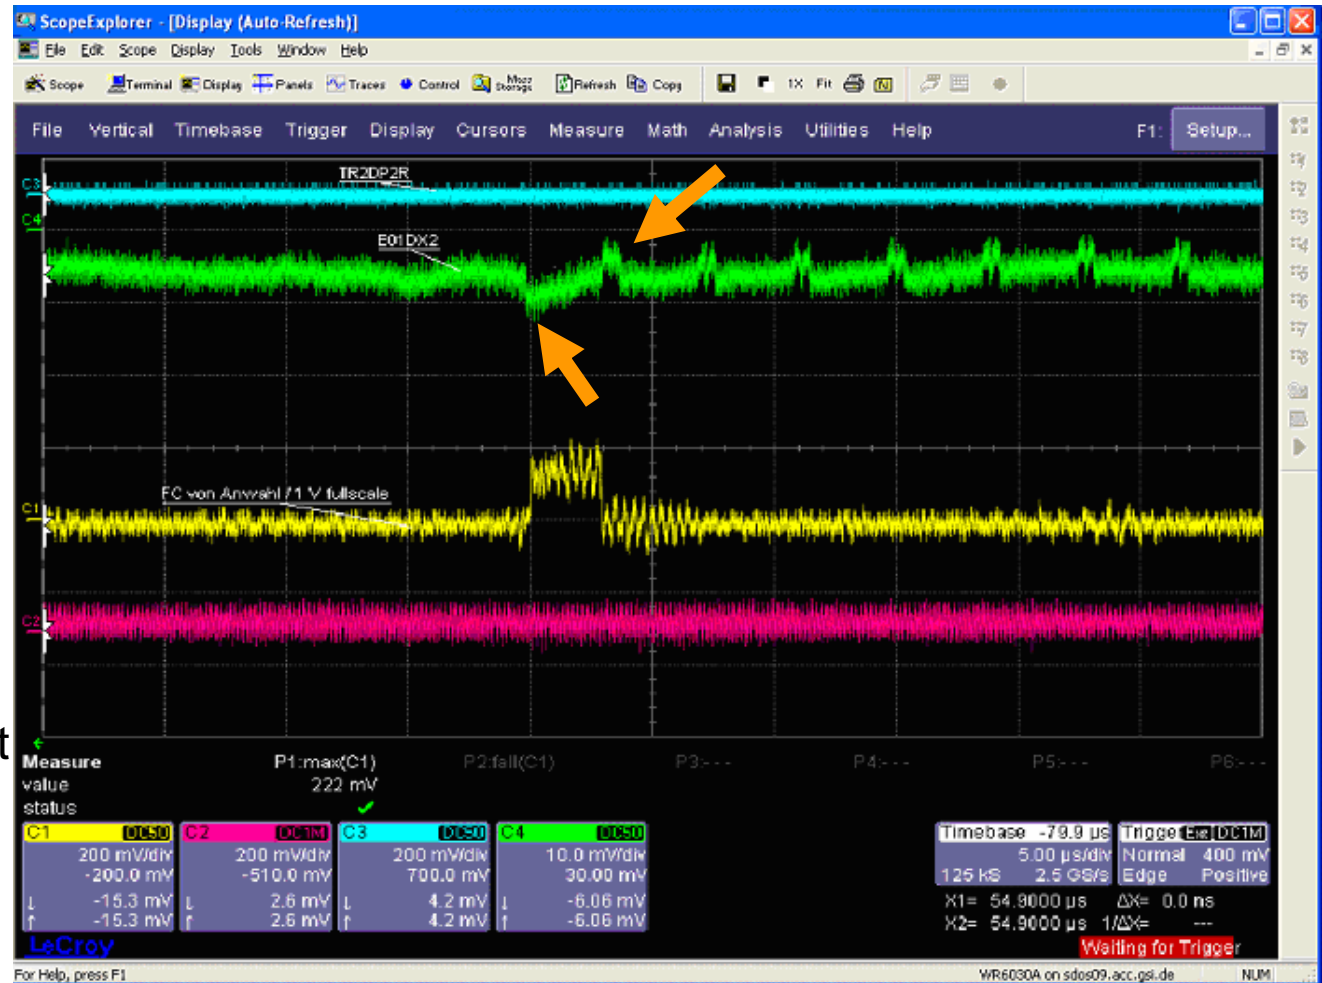 ScopeExplorer - [Display (Auto-Refresh)]
File Edit Scope Display Tools Window Help
Scope Terminal Display Panels Traces Control Mass Storage Refresh Copy 1X Fit N
File Vertical Timebase Trigger Display Cursors Measure Math Analysis Utilities Help F1: Setup...
TR2DP2R
C3
C4
E01DX2
FC von Anwahl / 1 V fullscale
C1
C2
t
Measure P1:max(C1) P2:fall(C1) P3:--- P4:--- P5:--- P6:---
value 222 mV
status
C1 DC50 C2 DC1M C3 DC50 C4 DC50 Timebase -79.9 µs Trigger Ext DC1M
200 mV/div 200 mV/div 200 mV/div 10.0 mV/div 5.00 µs/div Normal 400 mV
-200.0 mV -510.0 mV 700.0 mV 30.00 mV 125 kS 2.5 GS/s Edge Positive
↓ -15.3 mV ↓ 2.6 mV ↓ 4.2 mV ↓ -6.06 mV X1= 54.9000 µs ΔX= 0.0 ns
↑ -15.3 mV ↑ 2.6 mV ↑ 4.2 mV ↑ -6.06 mV X2= 54.9000 µs 1/ΔX= ---
LeCroy Waiting for Trigger
For Help, press F1 WR6030A on sdos09.acc.gsi.de NUM